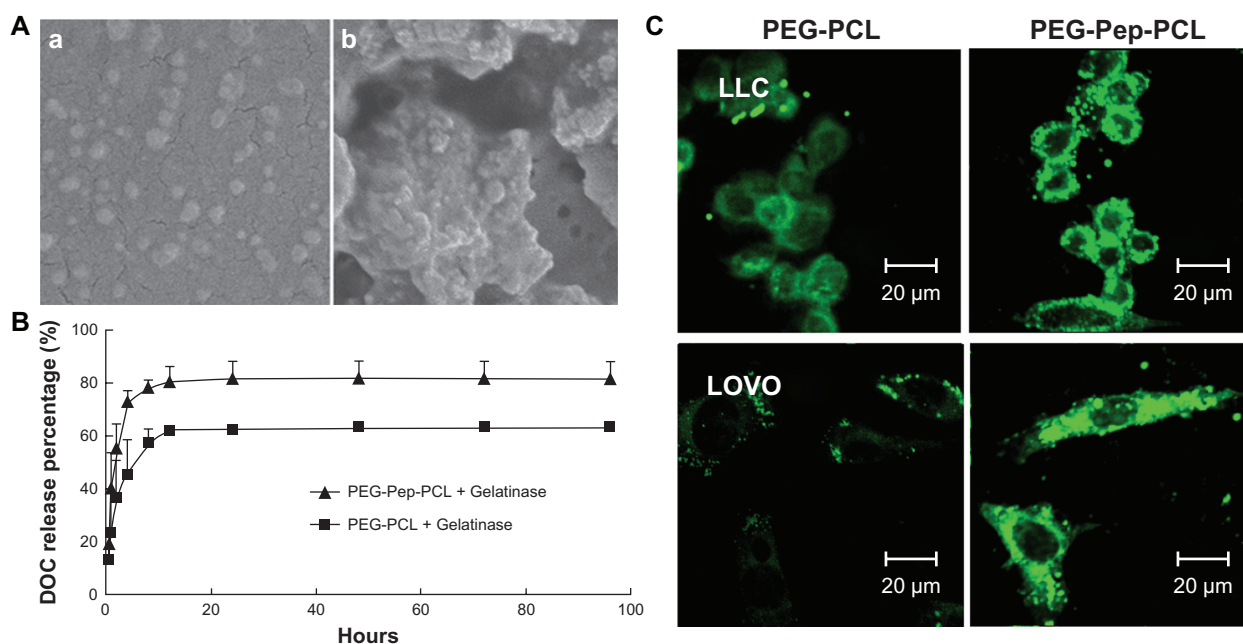 A
a
b
B
DOC release percentage (%)
100
80
60
40
20
0
PEG-Pep-PCL + Gelatinase
PEG-PCL + Gelatinase
0
20
40
60
80
100
Hours
C
PEG-PCL
PEG-Pep-PCL
LLC
20 µm
20 µm
LOVO
20 µm
20 µm